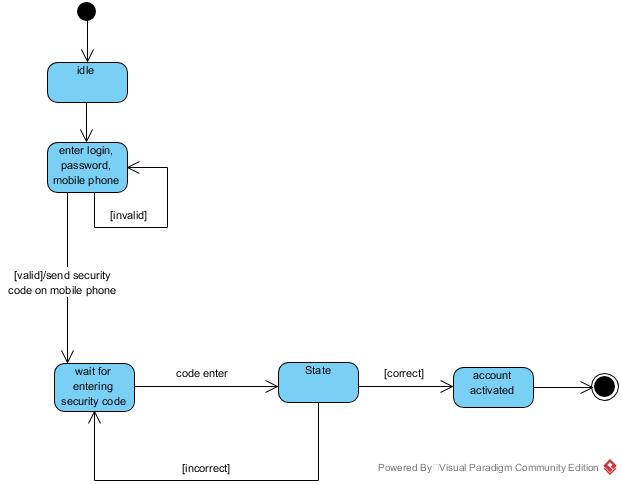 idle
enter login,
password,
mobile phone
[invalid]
[valid]/send security
code on mobile phone
wait for
entering
security code
code enter
State
[correct]
account
activated
[incorrect]
Powered By Visual Paradigm Community Edition